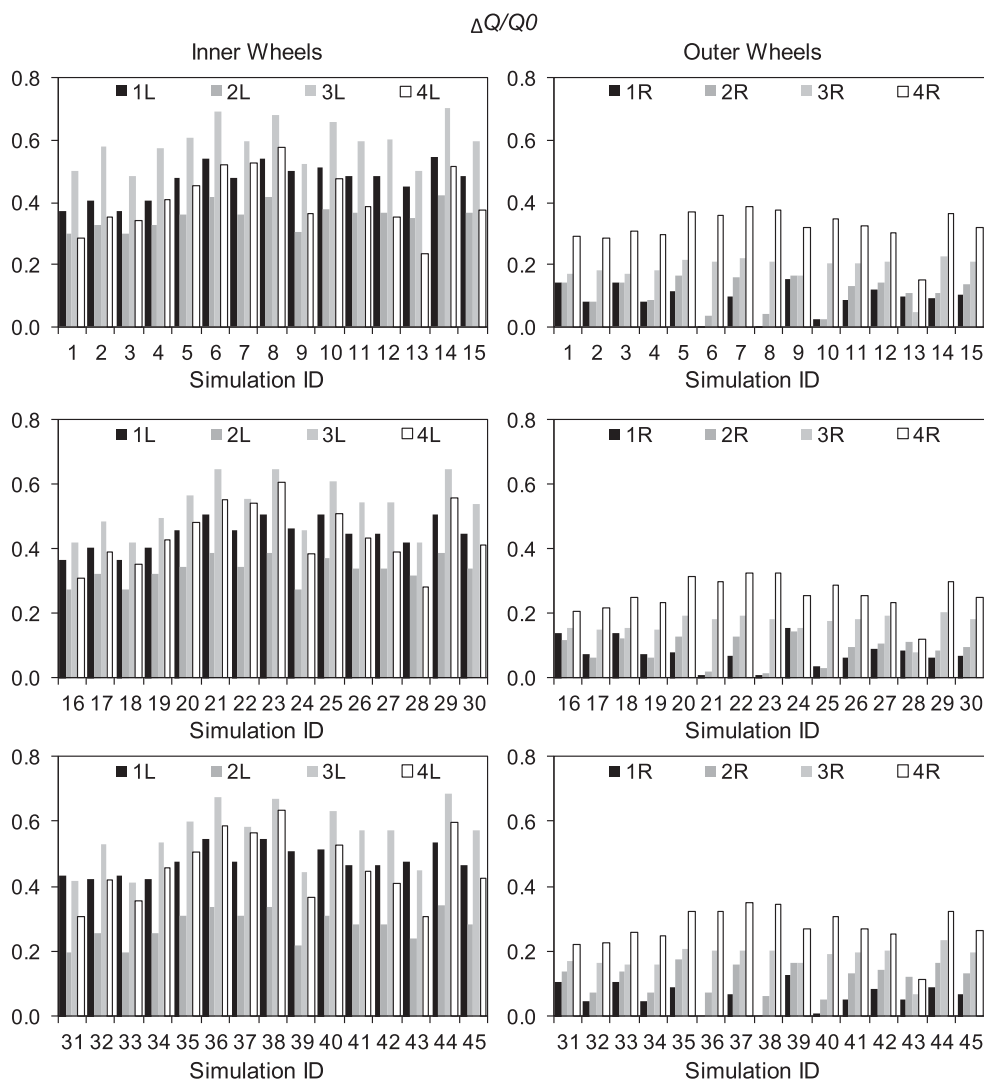 ΔQ/Q0
Inner Wheels
Outer Wheels
0.8
0.6
0.4
0.2
0.0
1L 2L 3L 4L
1 2 3 4 5 6 7 8 9 10 11 12 13 14 15
Simulation ID
0.8
0.6
0.4
0.2
0.0
1R 2R 3R 4R
1 2 3 4 5 6 7 8 9 10 11 12 13 14 15
Simulation ID
0.8
0.6
0.4
0.2
0.0
1L 2L 3L 4L
16 17 18 19 20 21 22 23 24 25 26 27 28 29 30
Simulation ID
0.8
0.6
0.4
0.2
0.0
1R 2R 3R 4R
16 17 18 19 20 21 22 23 24 25 26 27 28 29 30
Simulation ID
0.8
0.6
0.4
0.2
0.0
1L 2L 3L 4L
31 32 33 34 35 36 37 38 39 40 41 42 43 44 45
Simulation ID
0.8
0.6
0.4
0.2
0.0
1R 2R 3R 4R
31 32 33 34 35 36 37 38 39 40 41 42 43 44 45
Simulation ID